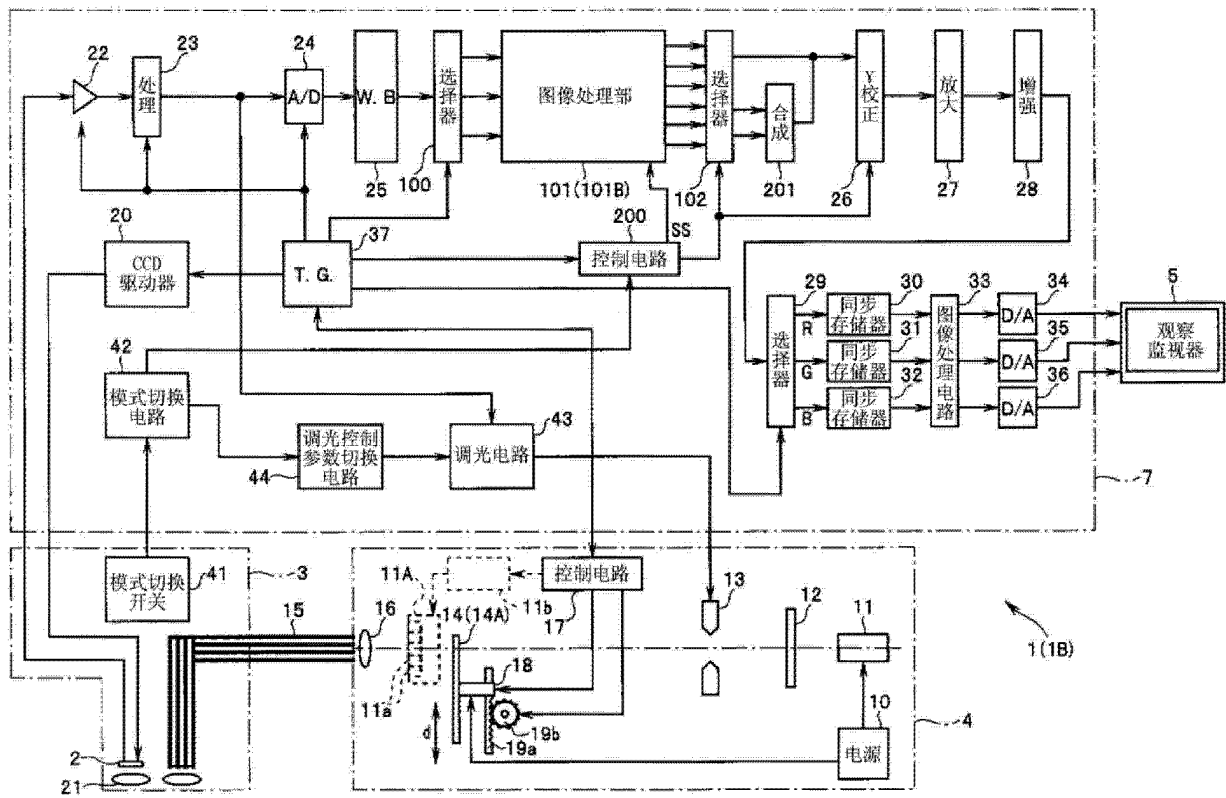 22
23
24
处理
A/D
W. B
25
选择器
100
图像处理部
101(101B)
选择器
102
合成
201
γ校正
26
放大
27
增强
28
20
CCD
驱动器
37
T. G.
200
SS
控制电路
42
模式切换
电路
调光控制
参数切换
电路
44
43
调光电路
29
选择器
R
G
B
30
同步
存储器
31
同步
存储器
32
同步
存储器
33
图像处理电路
34
D/A
35
D/A
36
D/A
5
观察
监视器
7
模式切换
开关
41
3
15
16
11A
11b
14(14A)
控制电路
17
13
12
11
11a
18
d
19a
19b
10
电源
4
1(1B)
2
21